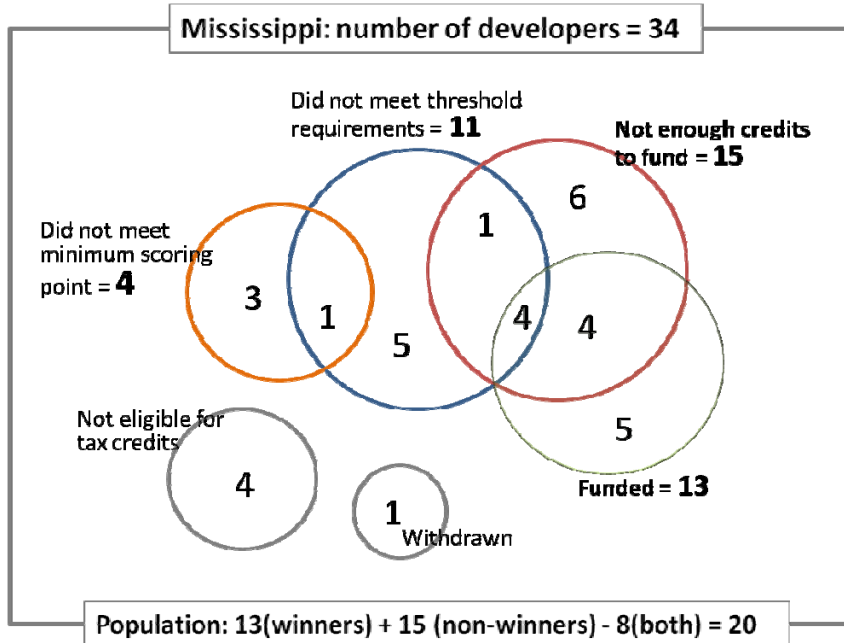 Mississippi: number of developers = 34
Did not meet threshold
requirements = 11
Not enough credits
to fund = 15
6
1
Did not meet
minimum scoring
point = 4
3
1
5
4
4
5
Not eligible for
tax credits
4
Funded = 13
1
Withdrawn
Population: 13(winners) + 15 (non-winners) - 8(both) = 20